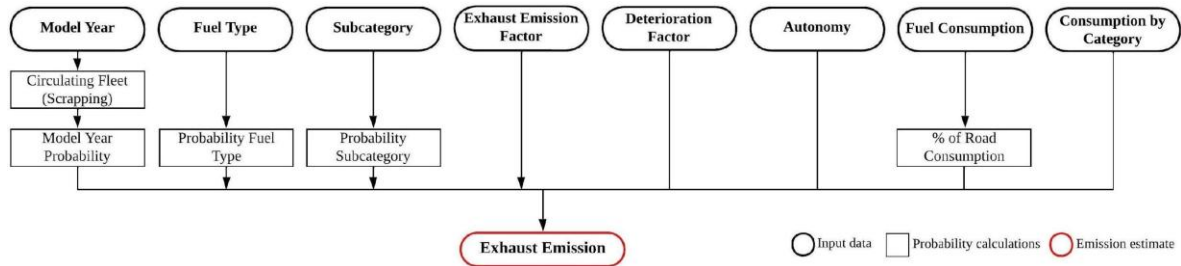 Model Year
Fuel Type
Subcategory
Exhaust Emission
Factor
Deterioration
Factor
Autonomy
Fuel Consumption
Consumption by
Category
Circulating Fleet
(Scrapping)
Model Year
Probability
Probability Fuel
Type
Probability
Subcategory
% of Road
Consumption
Exhaust Emission
Input data
Probability calculations
Emission estimate